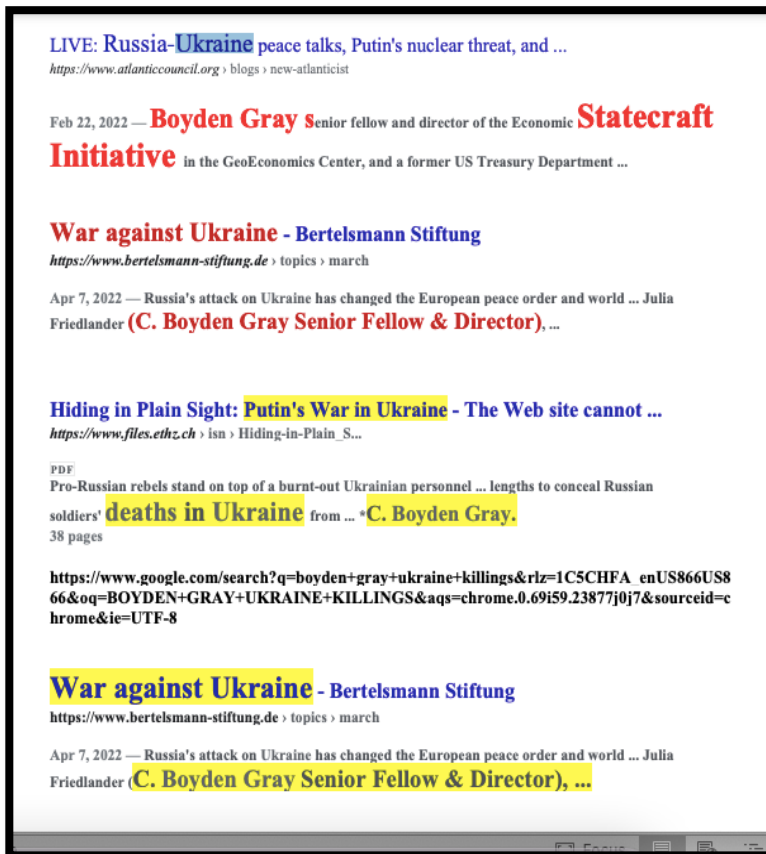 LIVE: Russia-Ukraine peace talks, Putin's nuclear threat, and ...
https://www.atlanticcouncil.org › blogs › new-atlanticist
Feb 22, 2022 — Boyden Gray senior fellow and director of the Economic Statecraft
Initiative in the GeoEconomics Center, and a former US Treasury Department ...
War against Ukraine - Bertelsmann Stiftung
https://www.bertelsmann-stiftung.de › topics › march
Apr 7, 2022 — Russia's attack on Ukraine has changed the European peace order and world ... Julia
Friedlander (C. Boyden Gray Senior Fellow & Director), ...
Hiding in Plain Sight: Putin's War in Ukraine - The Web site cannot ...
https://www.files.ethz.ch › isn › Hiding-in-Plain_S...
PDF
Pro-Russian rebels stand on top of a burnt-out Ukrainian personnel ... lengths to conceal Russian
soldiers' deaths in Ukraine from ... *C. Boyden Gray.
38 pages
https://www.google.com/search?q=boyden+gray+ukraine+killings&rlz=1C5CHFA_enUS866US8
66&oq=BOYDEN+GRAY+UKRAINE+KILLINGS&aqs=chrome.0.69i59.23877j0j7&sourceid=c
hrome&ie=UTF-8
War against Ukraine - Bertelsmann Stiftung
https://www.bertelsmann-stiftung.de › topics › march
Apr 7, 2022 — Russia's attack on Ukraine has changed the European peace order and world ... Julia
Friedlander (C. Boyden Gray Senior Fellow & Director), ...
Focus